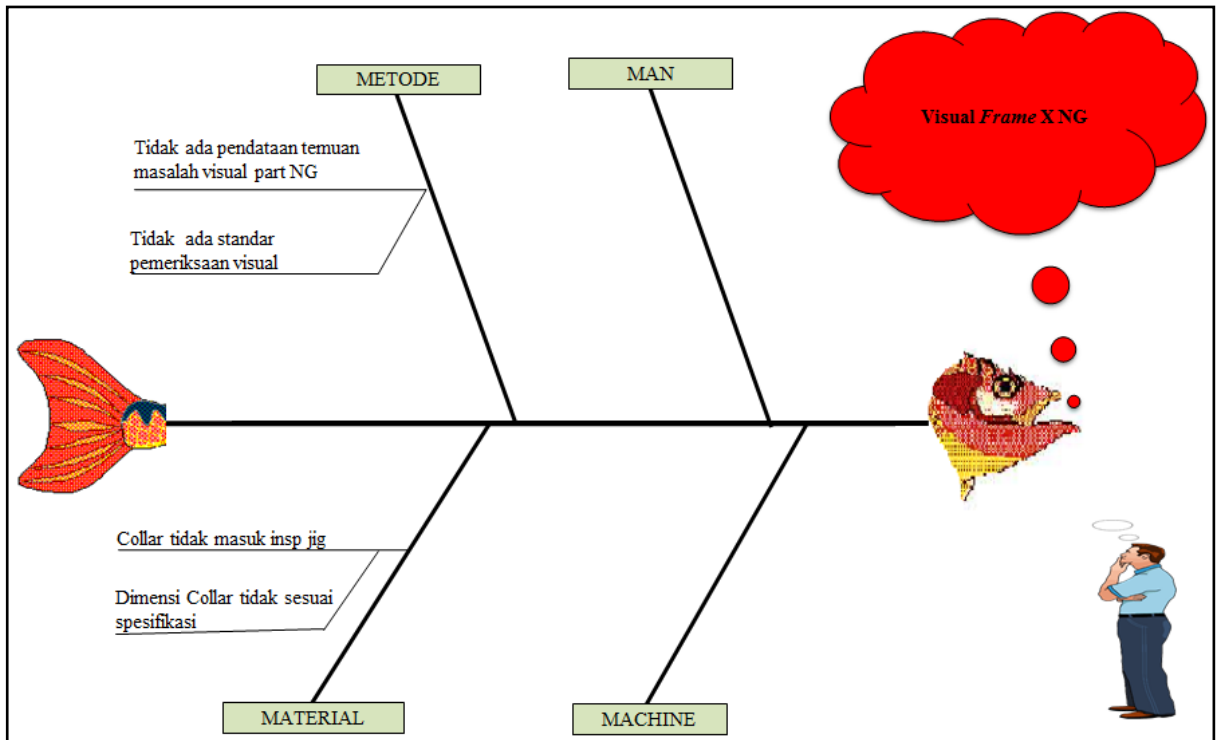 METODE
MAN
Visual Frame X NG
Tidak ada pendataan temuan
masalah visual part NG
Tidak ada standar
pemeriksaan visual
Collar tidak masuk insp jig
Dimensi Collar tidak sesuai
spesifikasi
MATERIAL
MACHINE